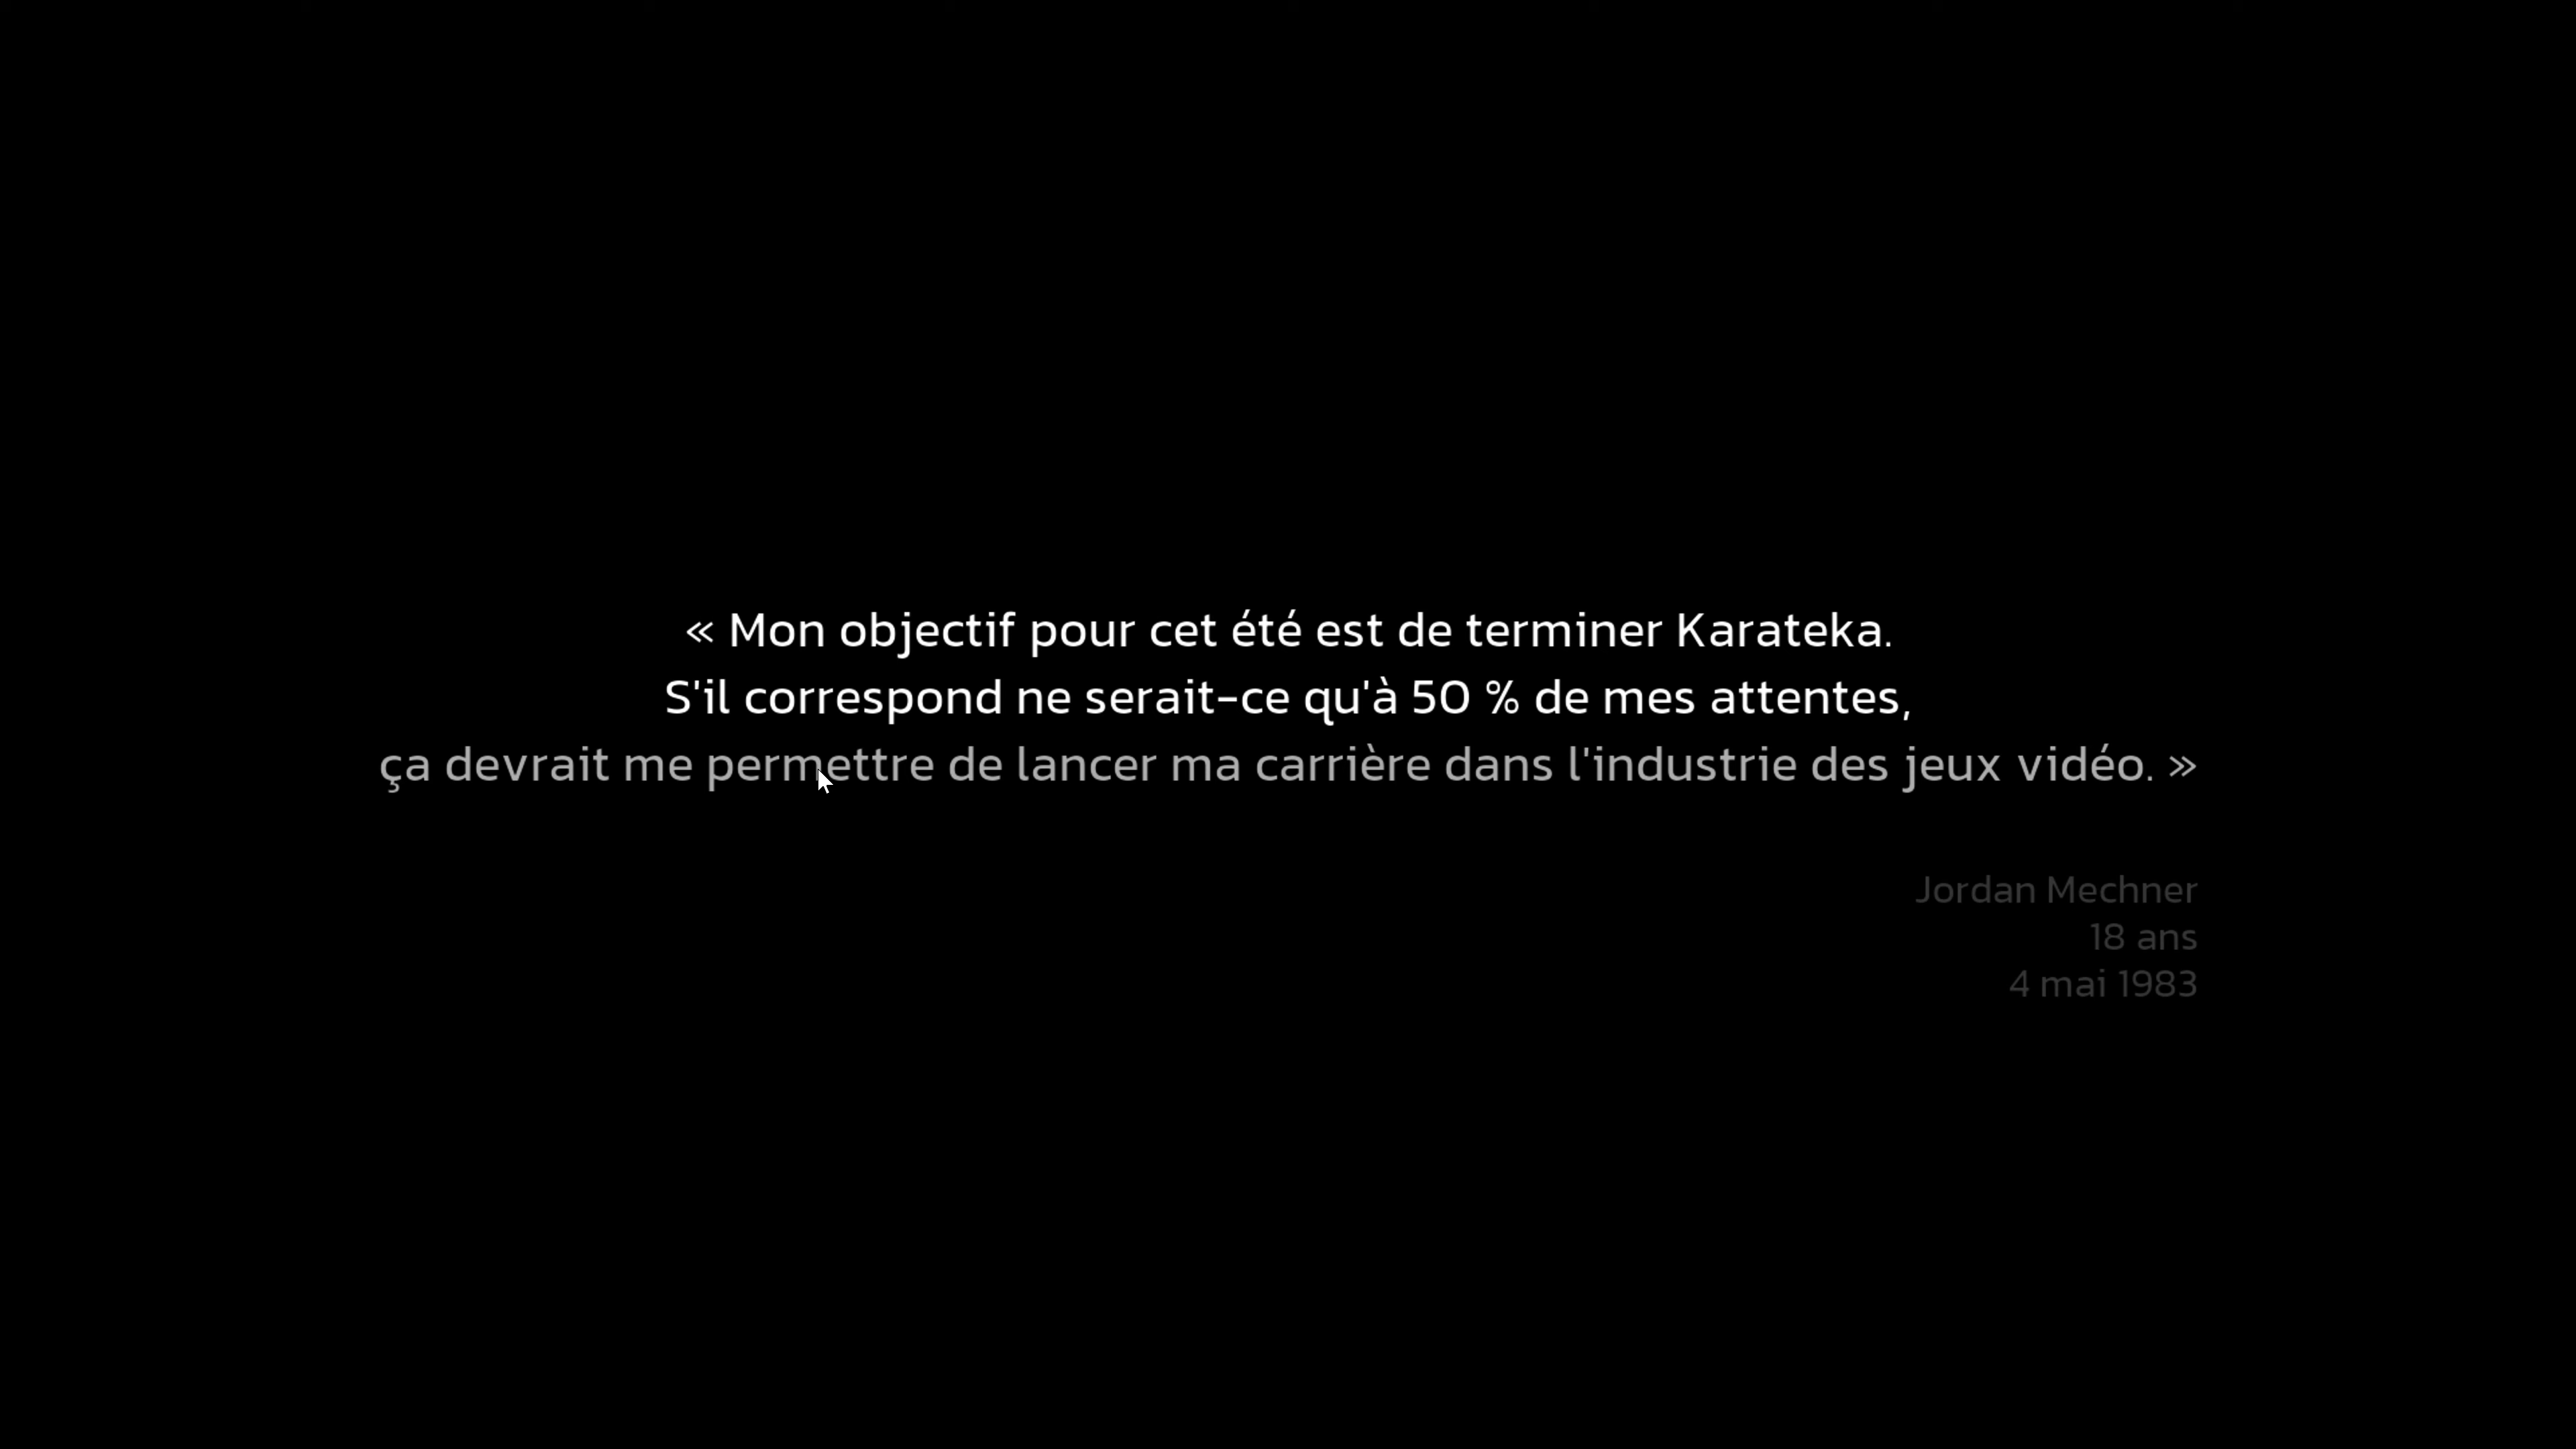 « Mon objectif pour cet été est de terminer Karateka.
S'il correspond ne serait-ce qu'à 50 % de mes attentes,
ça devrait me permettre de lancer ma carrière dans l'industrie des jeux vidéo. »
Jordan Mechner
18 ans
4 mai 1983